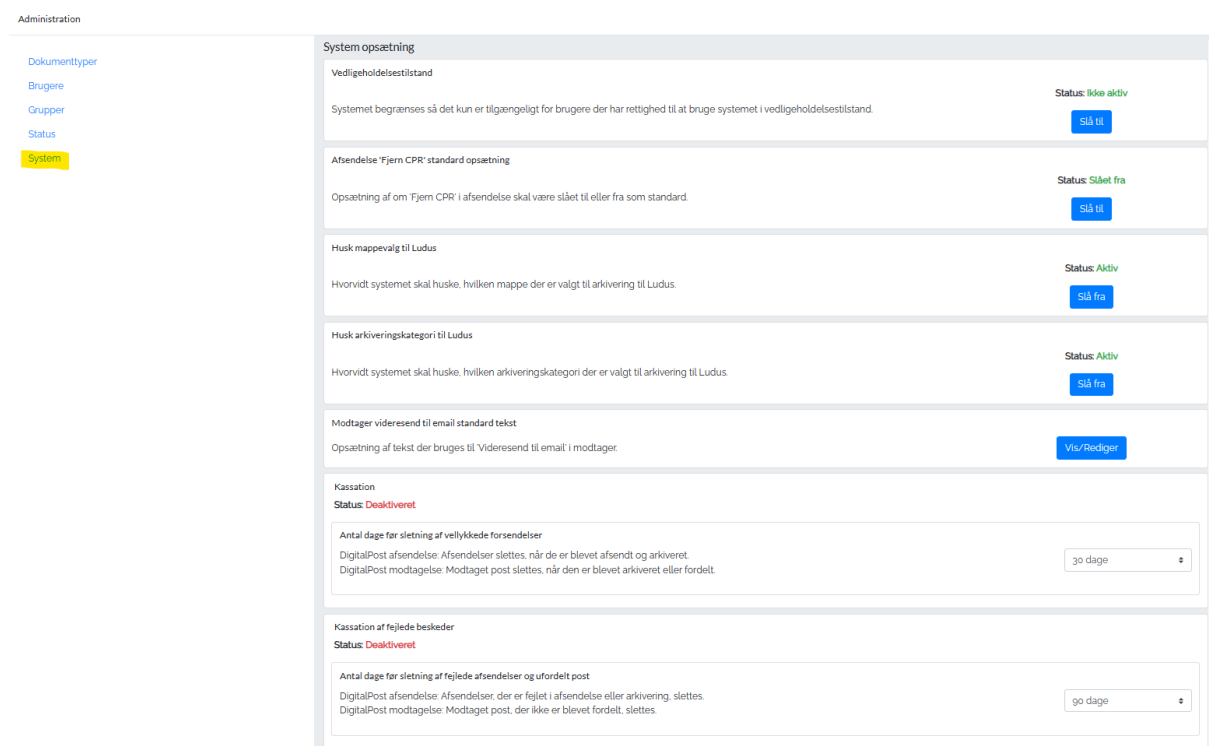 Administration
Dokumenttyper
Brugere
Grupper
Status
System
System opsætning
Vedligeholdelsestilstand
Systemet begrænses så det kun er tilgængeligt for brugere der har rettighed til at bruge systemet i vedligeholdelsestilstand.
Status: Ikke aktiv
Slå til
Afsendelse 'Fjern CPR' standard opsætning
Opsætning af om 'Fjern CPR' i afsendelse skal være slået til eller fra som standard.
Status: Slået fra
Slå til
Husk mappevalg til Ludus
Hvorvidt systemet skal huske, hvilken mappe der er valgt til arkivering til Ludus.
Status: Aktiv
Slå fra
Husk arkiveringskategori til Ludus
Hvorvidt systemet skal huske, hvilken arkiveringskategori der er valgt til arkivering til Ludus.
Status: Aktiv
Slå fra
Modtager videresend til email standard tekst
Opsætning af tekst der bruges til 'Videresend til email' i modtager.
Vis/Rediger
Kassation
Status: Deaktiveret
Antal dage før sletning af vellykkede forsendelser
DigitalPost afsendelse: Afsendelser slettes, når de er blevet afsendt og arkiveret.
DigitalPost modtagelse: Modtaget post slettes, når den er blevet arkiveret eller fordelt.
30 dage
Kassation af fejlede beskeder
Status: Deaktiveret
Antal dage før sletning af fejlede afsendelser og ufordelt post
DigitalPost afsendelse: Afsendelser, der er fejlet i afsendelse eller arkivering, slettes.
DigitalPost modtagelse: Modtaget post, der ikke er blevet fordelt, slettes.
90 dage